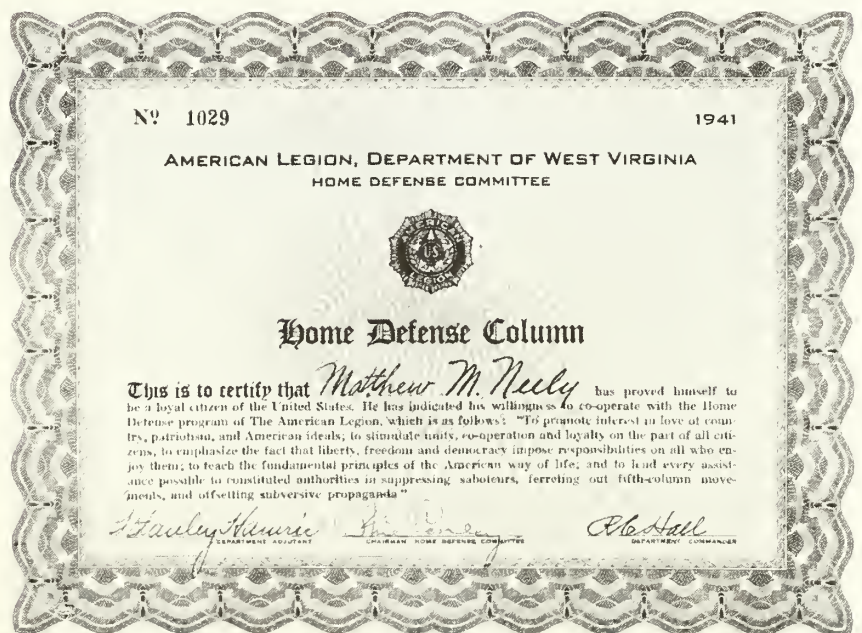 Nº 1029
1941
AMERICAN LEGION, DEPARTMENT OF WEST VIRGINIA
HOME DEFENSE COMMITTEE
AMERICAN
US
LEGION
Home Defense Column
This is to certify that Matthew M. Neely has proved himself to
be a loyal citizen of the United States. He has indicated his willingness to co-operate with the Home
Defense program of The American Legion, which is as follows: "To promote interest in love of coun-
try, patriotism, and American ideals; to stimulate unity, co-operation and loyalty on the part of all citi-
zens, to emphasize the fact that liberty, freedom and democracy impose responsibilities on all who en-
joy them; to teach the fundamental principles of the American way of life; and to lend every assist-
ance possible to constituted authorities in suppressing saboteurs, ferreting out fifth-column move-
ments, and offsetting subversive propaganda"
Hall
DEPARTMENT ADJUTANT CHAIRMAN HOME DEFENSE COMMITTEE DEPARTMENT COMMANDER